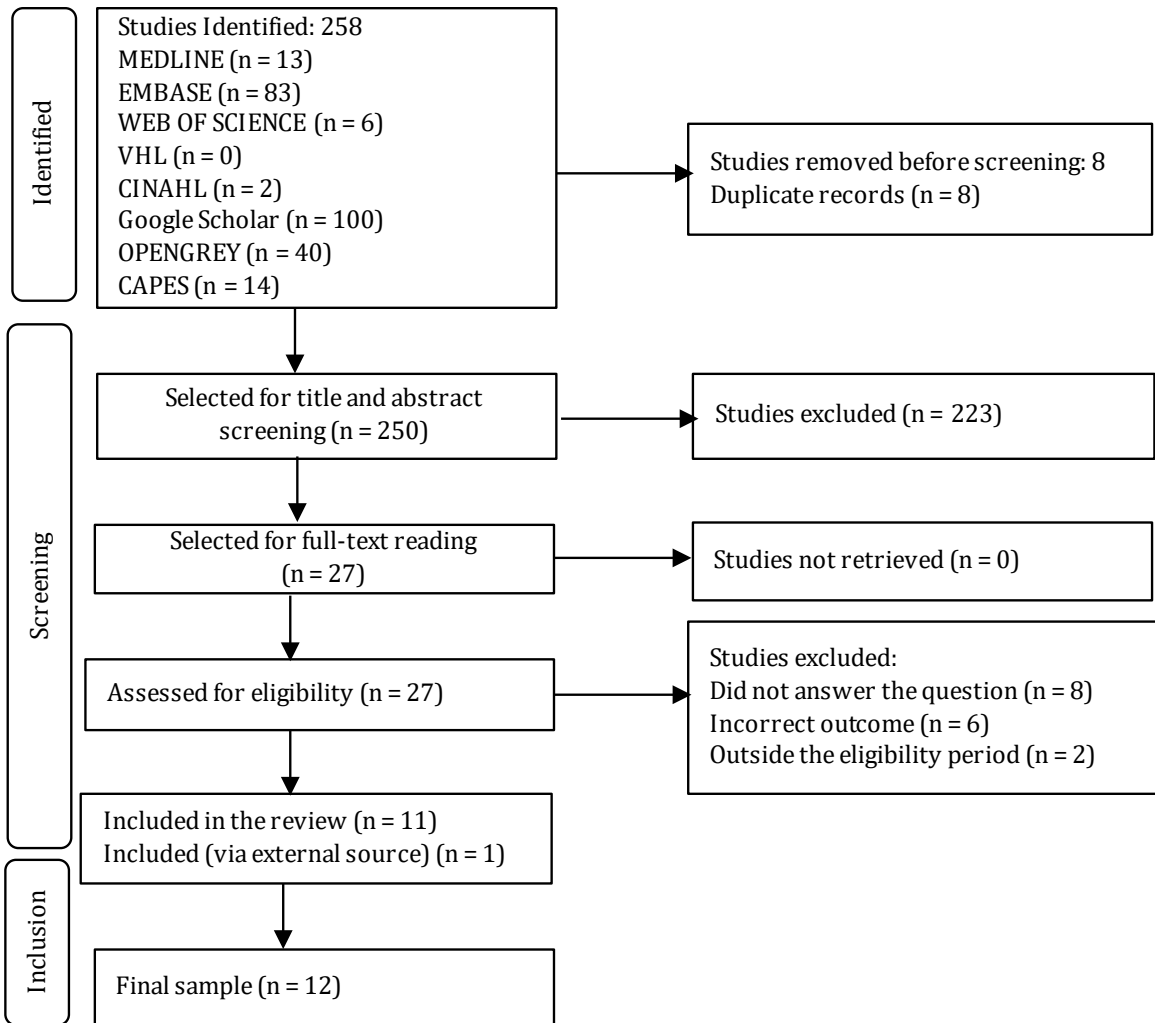 Identified
Studies Identified: 258
MEDLINE (n = 13)
EMBASE (n = 83)
WEB OF SCIENCE (n = 6)
VHL (n = 0)
CINAHL (n = 2)
Google Scholar (n = 100)
OPENGREY (n = 40)
CAPES (n = 14)
Studies removed before screening: 8
Duplicate records (n = 8)
Screening
Selected for title and abstract
screening (n = 250)
Studies excluded (n = 223)
Selected for full-text reading
(n = 27)
Studies not retrieved (n = 0)
Assessed for eligibility (n = 27)
Studies excluded:
Did not answer the question (n = 8)
Incorrect outcome (n = 6)
Outside the eligibility period (n = 2)
Included in the review (n = 11)
Included (via external source) (n = 1)
Inclusion
Final sample (n = 12)